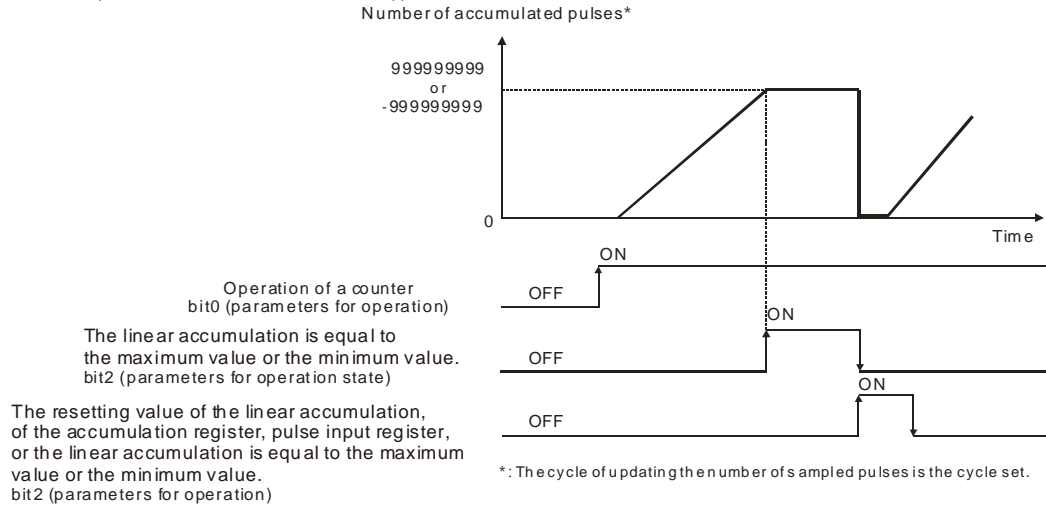 Number of accumulated pulses*
999999999
or
-999999999
0
Time
ON
Operation of a counter
OFF
bit0 (parameters for operation)
ON
The linear accumulation is equal to
the maximum value or the minimum value.
OFF
bit2 (parameters for operation state)
ON
The resetting value of the linear accumulation,
of the accumulation register, pulse input register,
OFF
or the linear accumulation is equal to the maximum
value or the minimum value.
bit2 (parameters for operation)
*: The cycle of updating the number of sampled pulses is the cycle set.